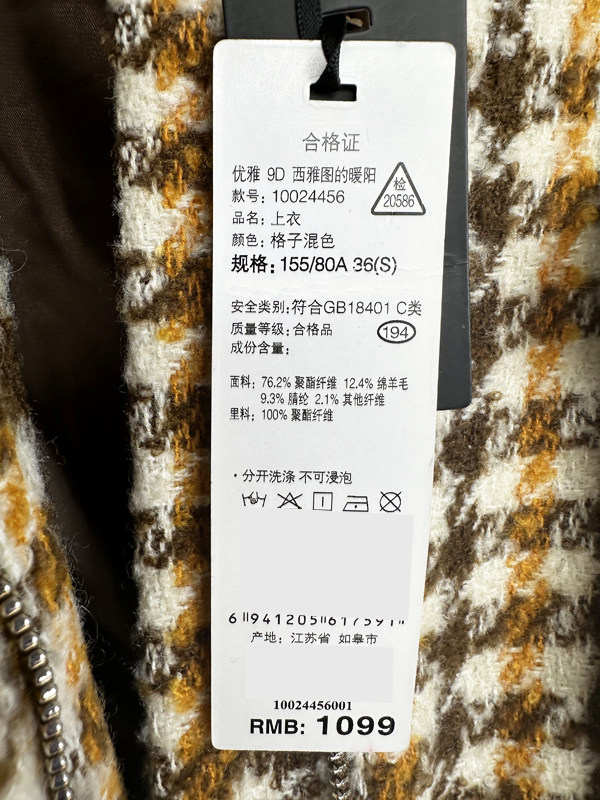 合格证
优雅 9D 西雅图的暖阳
检
20586
款号: 10024456
品名: 上衣
颜色: 格子混色
规格: 155/80A 36(S)
安全类别: 符合GB18401 C类
质量等级: 合格品
194
成份含量:
面料: 76.2% 聚酯纤维 12.4% 绵羊毛
9.3% 腈纶 2.1% 其他纤维
里料: 100% 聚酯纤维
·分开洗涤 不可浸泡
6 941205 617591
产地: 江苏省 如皋市
10024456001
RMB: 1099